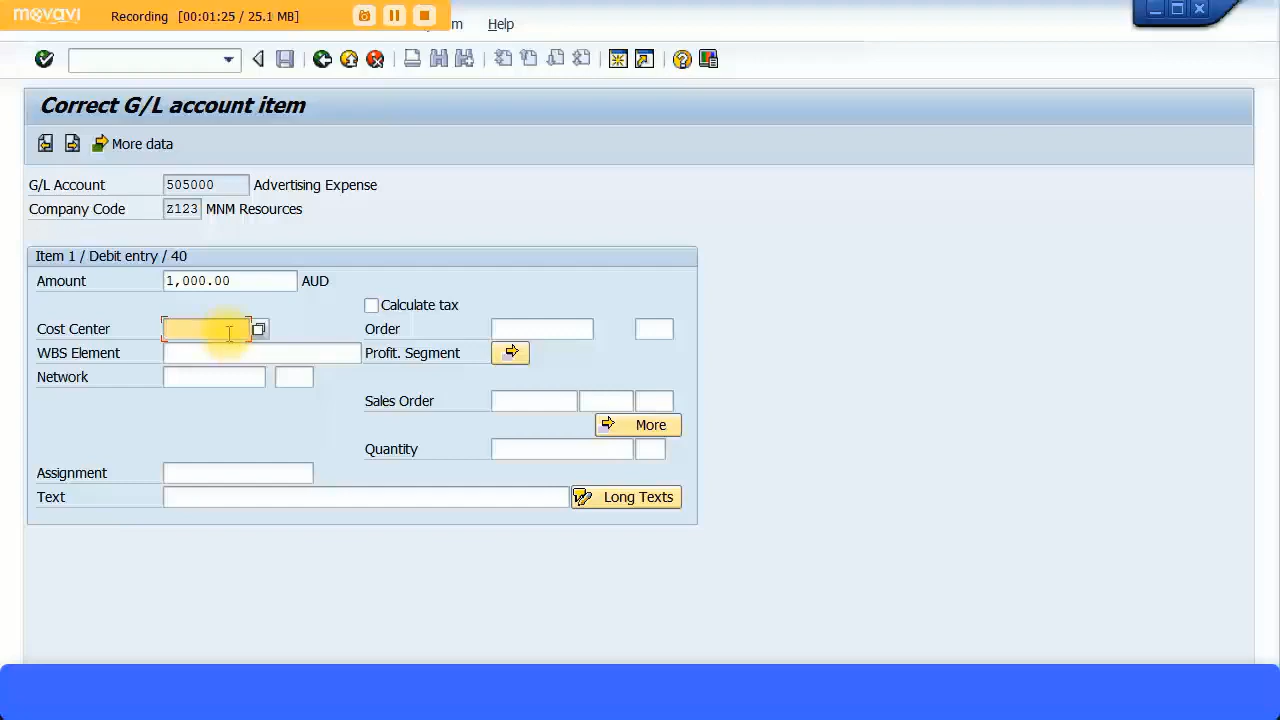 movavi Recording [00:01:25 / 25.1 MB]
m Help
Correct G/L account item
More data
G/L Account 505000 Advertising Expense
Company Code Z123 MNM Resources
Item 1 / Debit entry / 40
Amount 1,000.00 AUD
Calculate tax
Cost Center Order
WBS Element Profit. Segment
Network
Sales Order
More
Quantity
Assignment
Text Long Texts